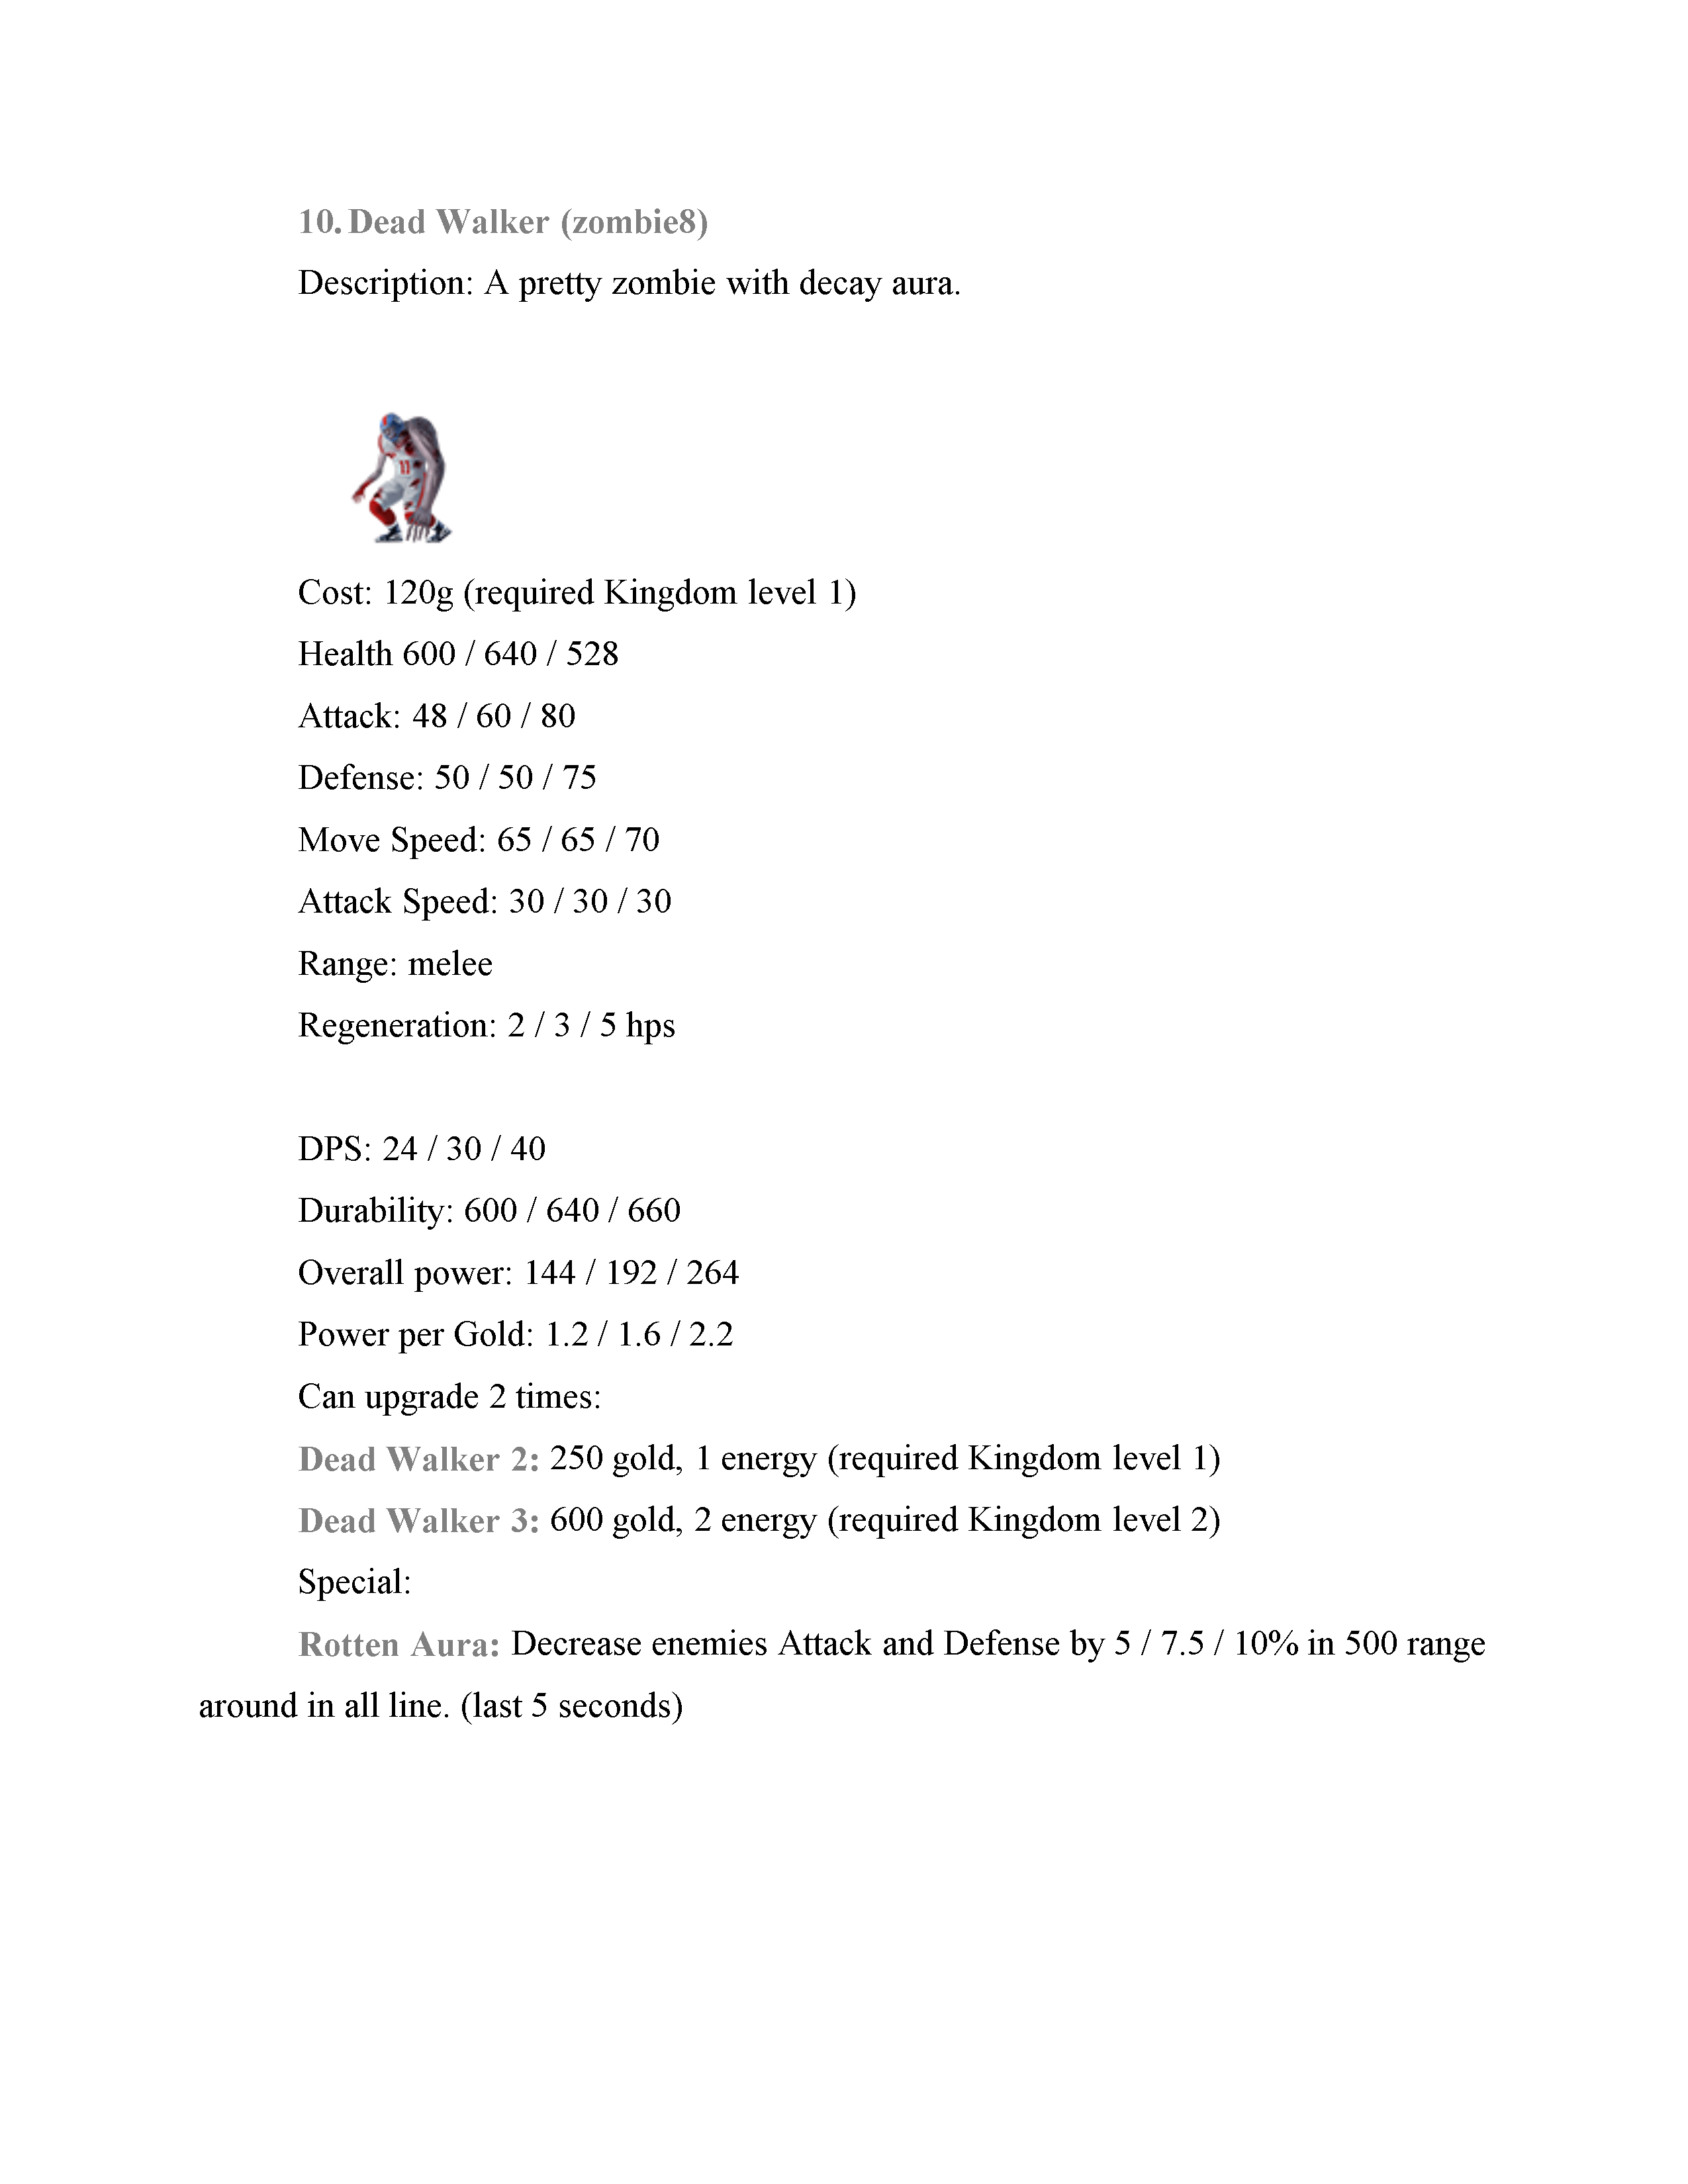 10. Dead Walker (zombie8)
Description: A pretty zombie with decay aura.
11
Cost: 120g (required Kingdom level 1)
Health 600 / 640 / 528
Attack: 48 / 60 / 80
Defense: 50 / 50 / 75
Move Speed: 65 / 65 / 70
Attack Speed: 30 / 30 / 30
Range: melee
Regeneration: 2 / 3 / 5 hps
DPS: 24 / 30 / 40
Durability: 600 / 640 / 660
Overall power: 144 / 192 / 264
Power per Gold: 1.2 / 1.6 / 2.2
Can upgrade 2 times:
Dead Walker 2: 250 gold, 1 energy (required Kingdom level 1)
Dead Walker 3: 600 gold, 2 energy (required Kingdom level 2)
Special:
Rotten Aura: Decrease enemies Attack and Defense by 5 / 7.5 / 10% in 500 range
around in all line. (last 5 seconds)